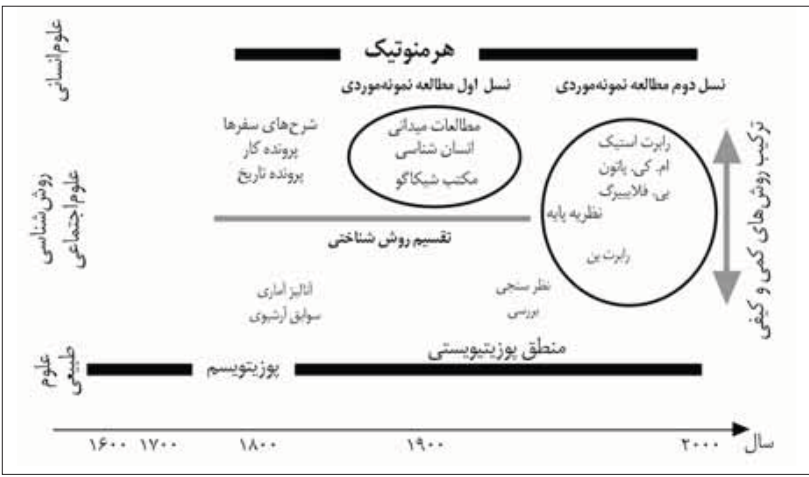 هرمنوتیک
علوم انسانی
نسل دوم مطالعه نمونه‌موردی
نسل اول مطالعه نمونه‌موردی
شرح‌های سفرها
پرونده کار
پرونده تاریخ
مطالعات میدانی
انسان شناسی
مکتب شیکاگو
رابرت استیک
ام. کی. پاتون
بی. فلایبیرگ
نظریه پایه
رابرت ین
ترکیب روش‌های کمی و کیفی
روش‌شناسی
علوم‌اجتماعی
تقسیم روش شناختی
آنالیز آماری
سوابق آرشیوی
نظر سنجی
بررسی
منطق پوزیتیویستی
پوزیتویسم
علوم
طبیعی
۱۶۰۰ ۱۷۰۰ ۱۸۰۰ ۱۹۰۰ ۲۰۰۰ سال